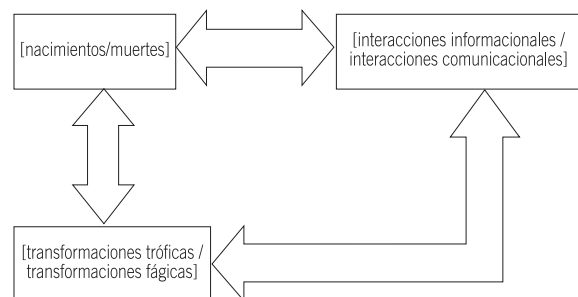 [nacimientos/muertes]
[interacciones informacionales /
interacciones comunicacionales]
[transformaciones tróficas /
transformaciones fágicas]